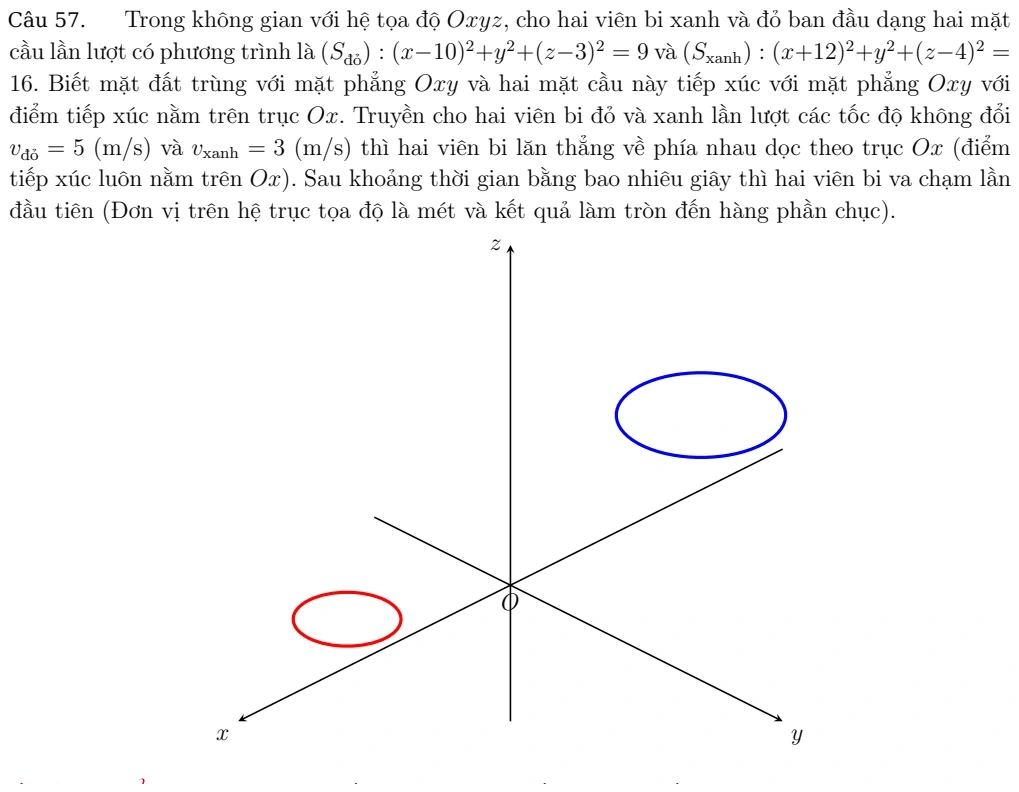 Câu 57. Trong không gian với hệ tọa độ Oxyz, cho hai viên bi xanh và đỏ ban đầu dạng hai mặt
cầu lần lượt có phương trình là (S_đỏ) : (x−10)²+y²+(z−3)² = 9 và (S_xanh) : (x+12)²+y²+(z−4)² =
16. Biết mặt đất trùng với mặt phẳng Oxy và hai mặt cầu này tiếp xúc với mặt phẳng Oxy với
điểm tiếp xúc nằm trên trục Ox. Truyền cho hai viên bi đỏ và xanh lần lượt các tốc độ không đổi
v_đỏ = 5 (m/s) và v_xanh = 3 (m/s) thì hai viên bi lăn thẳng về phía nhau dọc theo trục Ox (điểm
tiếp xúc luôn nằm trên Ox). Sau khoảng thời gian bằng bao nhiêu giây thì hai viên bi va chạm lần
đầu tiên (Đơn vị trên hệ trục tọa độ là mét và kết quả làm tròn đến hàng phần chục).
z
O
x
y